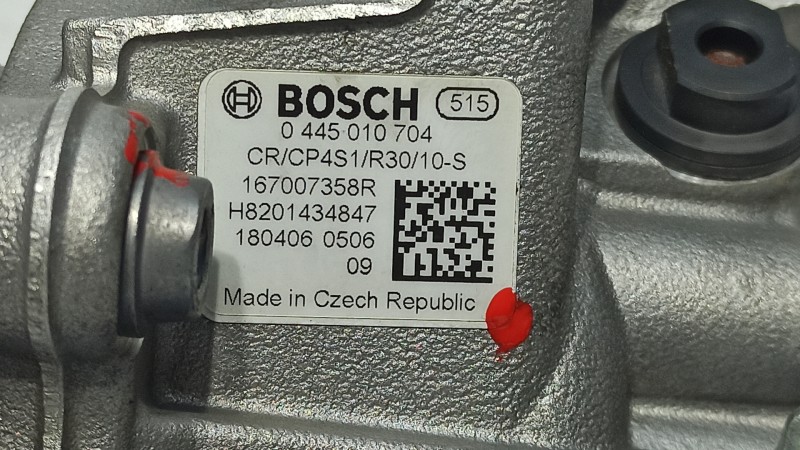 BOSCH 515
0 445 010 704
CR/CP4S1/R30/10-S
167007358R
H8201434847
180406 0506
09
Made in Czech Republic